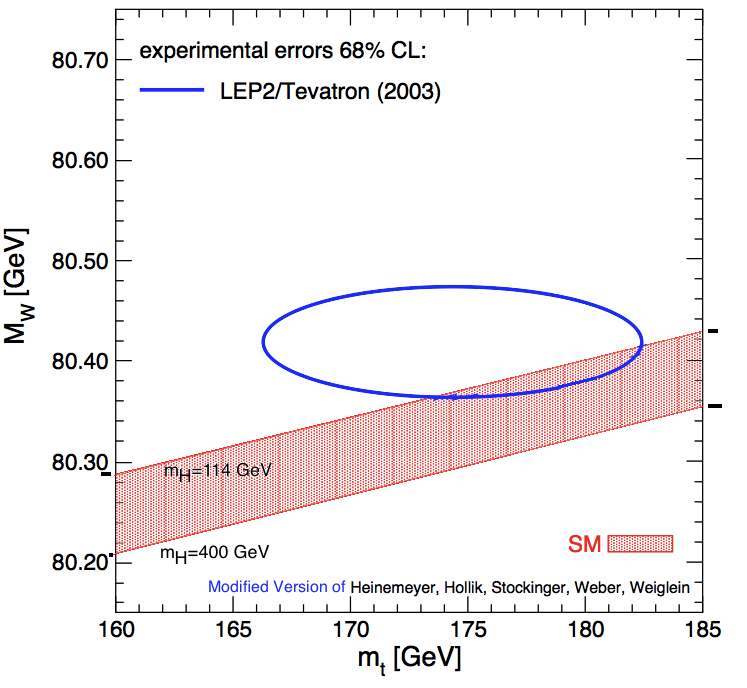 experimental errors 68% CL:
LEP2/Tevatron (2003)
80.70
80.60
80.50
80.40
80.30
80.20
M_W [GeV]
m_H=114 GeV
m_H=400 GeV
SM
Modified Version of Heinemeyer, Hollik, Stockinger, Weber, Weiglein
160 165 170 175 180 185
m_t [GeV]